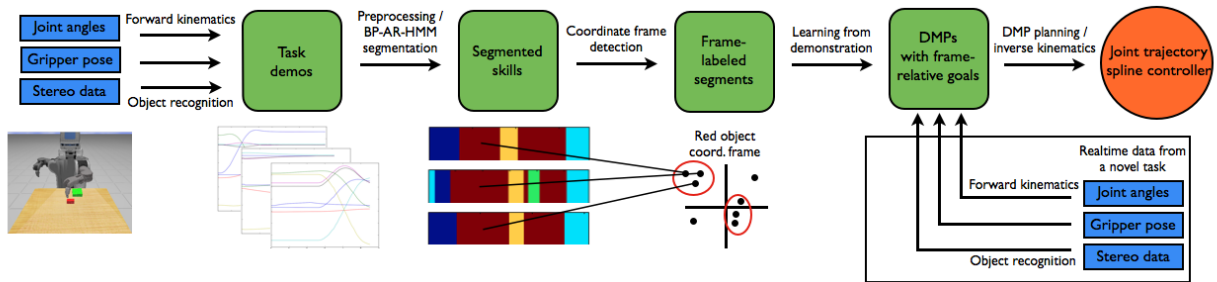 Joint angles
Gripper pose
Stereo data
Forward kinematics
Object recognition
Task
demos
Preprocessing /
BP-AR-HMM
segmentation
Segmented
skills
Coordinate frame
detection
Frame-
labeled
segments
Learning from
demonstration
DMPs
with frame-
relative goals
DMP planning /
inverse kinematics
Joint trajectory
spline controller
Red object
coord. frame
Realtime data from
a novel task
Forward kinematics
Joint angles
Gripper pose
Object recognition
Stereo data